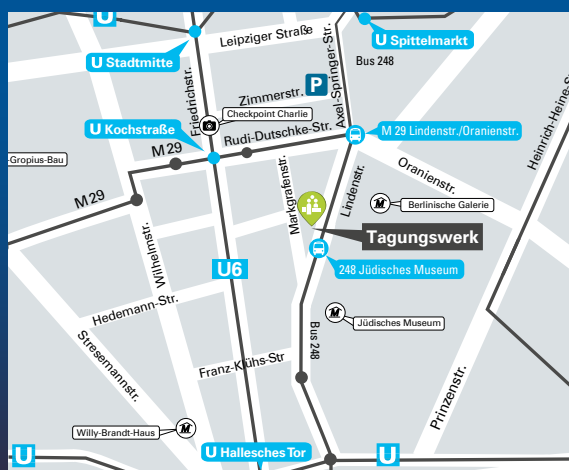 U
Leipziger Straße
U Spittelmarkt
U Stadtmitte
Bus 248
Axel-Springer-Str.
Friedrichstr.
Zimmerstr.
P
Heinrich-Heine-S
Checkpoint Charlie
U Kochstraße
Rudi-Dutschke-Str.
M 29 Lindenstr./Oranienstr.
-Gropius-Bau
M 29
Oranienstr.
M 29
Markgrafenstr.
Lindenstr.
Berlinische Galerie
Wilhelmstr.
Tagungswerk
U6
248 Jüdisches Museum
Hedemann-Str.
Jüdisches Museum
Bus 248
Stresemannstr.
Franz-Klühs-Str
Prinzenstr.
Willy-Brandt-Haus
U
U Hallesches Tor
U